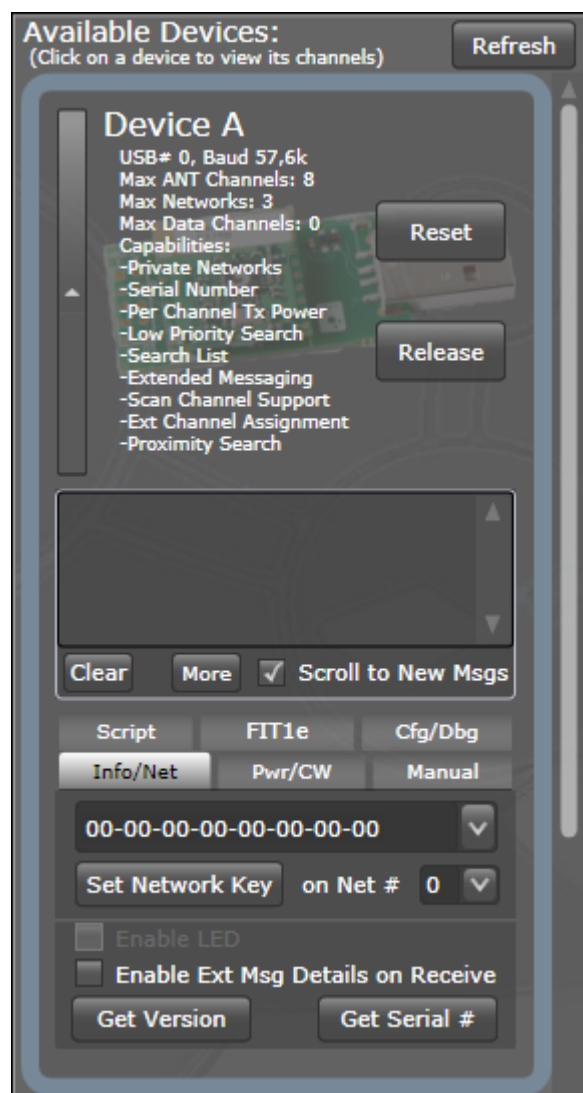 Available Devices:
(Click on a device to view its channels)
Refresh
Device A
USB# 0, Baud 57,6k
Max ANT Channels: 8
Max Networks: 3
Max Data Channels: 0
Capabilities:
-Private Networks
-Serial Number
-Per Channel Tx Power
-Low Priority Search
-Search List
-Extended Messaging
-Scan Channel Support
-Ext Channel Assignment
-Proximity Search
Reset
Release
Clear More Scroll to New Msgs
Script FIT1e Cfg/Dbg
Info/Net Pwr/CW Manual
00-00-00-00-00-00-00-00
Set Network Key on Net # 0
Enable LED
Enable Ext Msg Details on Receive
Get Version Get Serial #